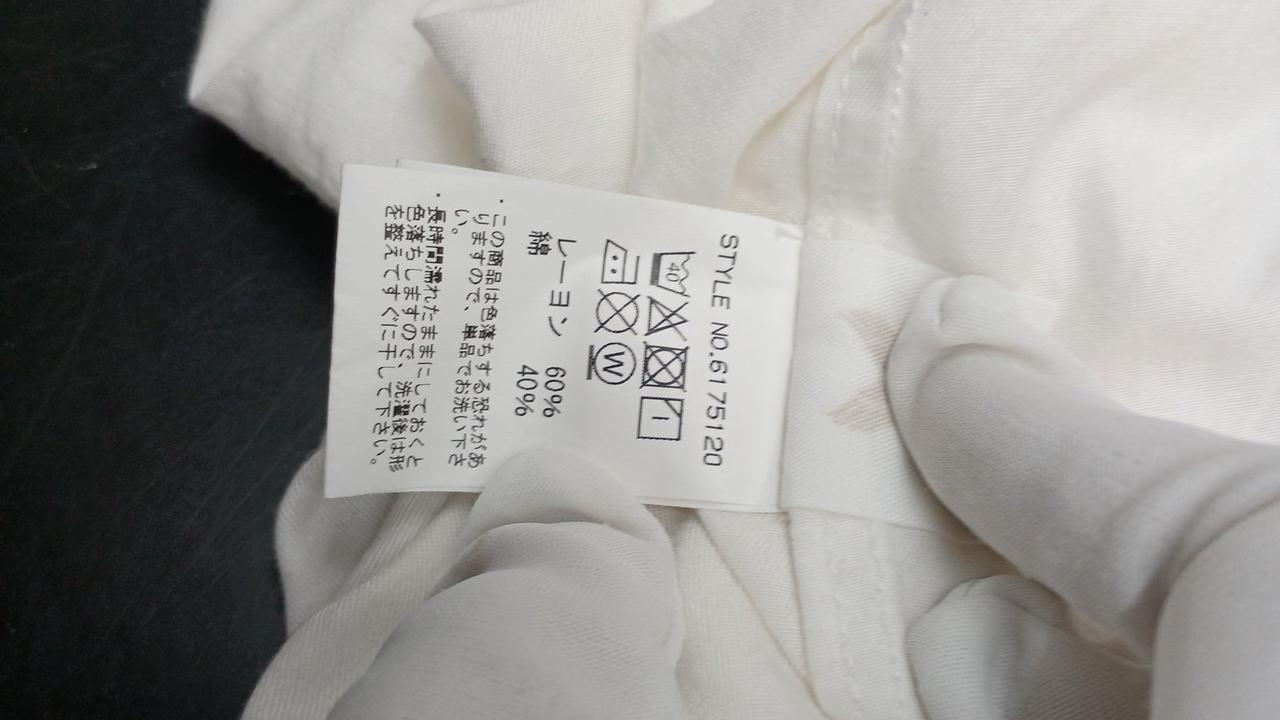 STYLE NO.6175120
40
レーヨン 60%
綿 40%
・この商品は色落ちする恐れがあ
りますので、単品でお洗い下さ
い。
・長時間濡れたままにしておくと
色落ちしますので、洗濯後は形
を整えてすぐに干して下さい。